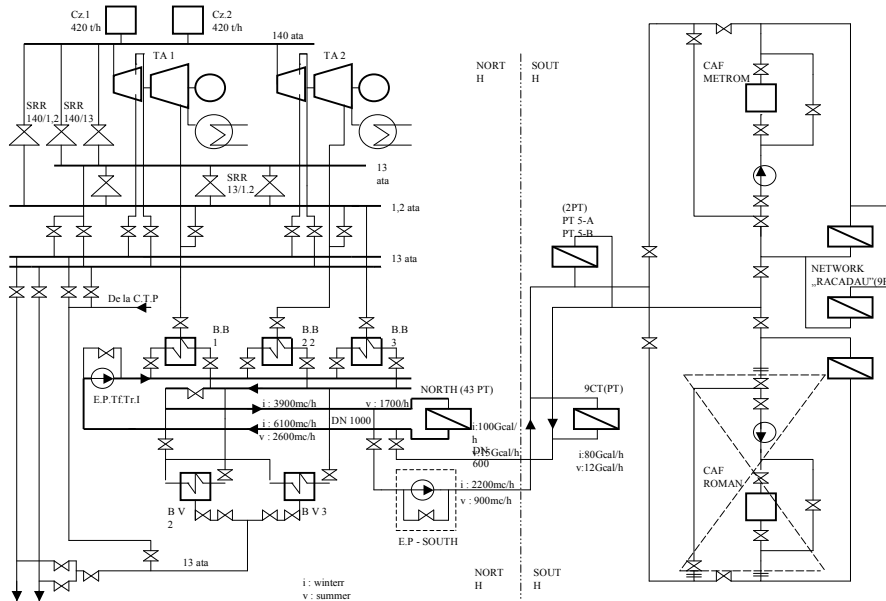 Cz.1
420 t/h
Cz.2
420 t/h
140 ata
TA 1
TA 2
NORT
H
SOUT
H
CAF
METROM
SRR
140/1,2
SRR
140/13
13
ata
SRR
13/1.2
1,2 ata
(2PT)
PT 5-A
PT 5-B
13 ata
NETWORK
„RACADAU"(9P
De la C.T.P
B.B
1
B.B
2 2
B.B
3
E.P.Tf.Tr.I
NORTH (43 PT)
9CT(PT)
i : 3900mc/h
v : 1700/h
DN 1000
i : 6100mc/h
v : 2600mc/h
i:100Gcal/
h
v:15Gcal/h
DN
600
i:80Gcal/h
v:12Gcal/h
CAF
ROMAN
B V
2
B V 3
i : 2200mc/h
v : 900mc/h
E.P - SOUTH
13 ata
NORT
H
SOUT
H
i : winterr
v : summer